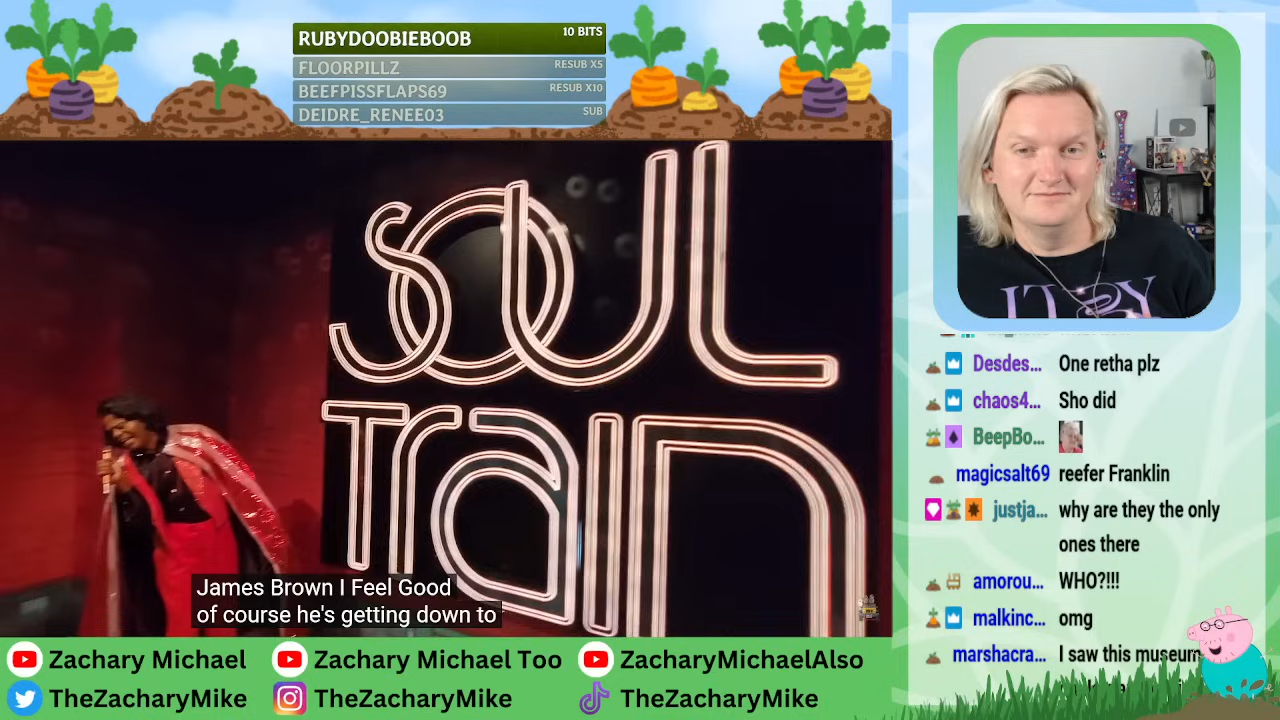 RUBYDOOBIEBOOB 10 BITS
FLOORPILLZ RESUB X5
BEEFPISSFLAPS69 RESUB X10
DEIDRE_RENEE03 SUB
SOUL
TRAIN
James Brown I Feel Good
of course he's getting down to
Desdes... One retha plz
chaos4... Sho did
BeepBo...
magicsalt69 reefer Franklin
justja... why are they the only
ones there
amorou... WHO?!!!
malkinc... omg
marshacra... I saw this museum
Zachary Michael
Zachary Michael Too
ZacharyMichaelAlso
TheZacharyMike
TheZacharyMike
TheZacharyMike